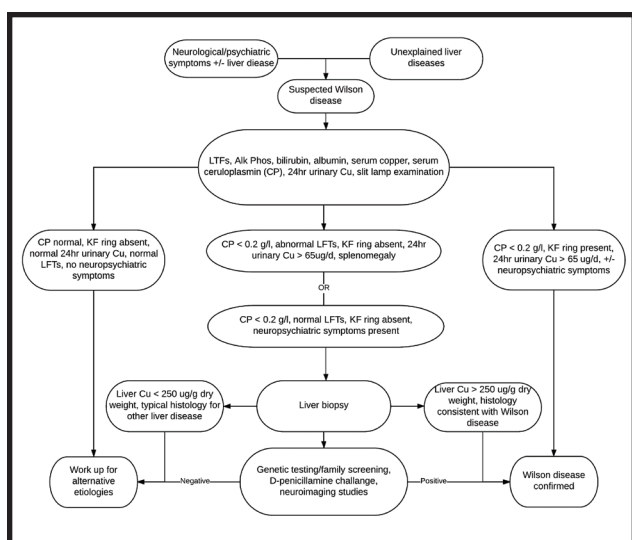 Neurological/psychiatric
symptoms +/- liver diease
Unexplained liver
diseases
Suspected Wilson
disease
LTFs, Alk Phos, bilirubin, albumin, serum copper, serum
ceruloplasmin (CP), 24hr urinary Cu, slit lamp examination
CP normal, KF ring absent,
normal 24hr urinary Cu, normal
LFTs, no neuropsychiatric
symptoms
CP < 0.2 g/l, abnormal LFTs, KF ring absent, 24hr
urinary Cu > 65ug/d, splenomegaly
CP < 0.2 g/l, KF ring present,
24hr urinary Cu > 65 ug/d, +/-
neuropsychiatric symptoms
OR
CP < 0.2 g/l, normal LFTs, KF ring absent,
neuropsychiatric symptoms present
Liver Cu < 250 ug/g dry
weight, typical histology for
other liver disease
Liver biopsy
Liver Cu > 250 ug/g dry
weight, histology
consistent with Wilson
disease
Work up for
alternative
etiologies
Negative
Genetic testing/family screening,
D-penicillamine challange,
neuroimaging studies
Positive
Wilson disease
confirmed